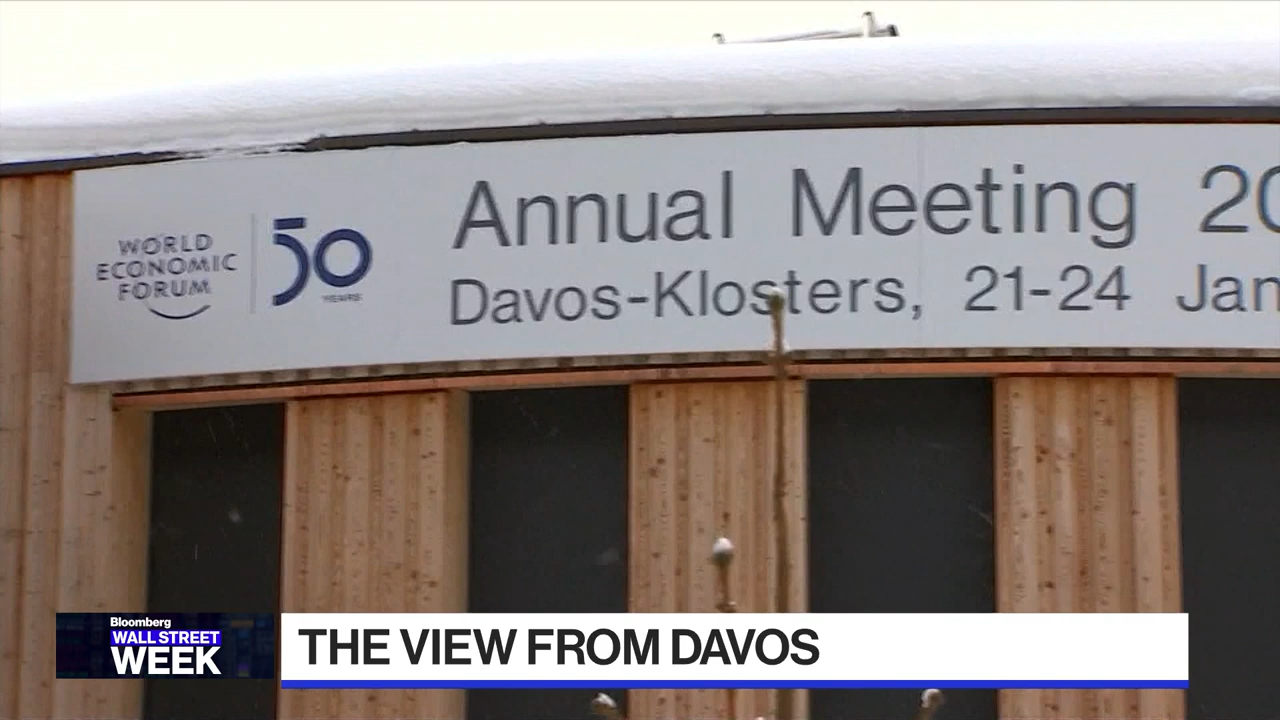 WORLD
ECONOMIC
FORUM
50
YEARS
Annual Meeting 20
Davos-Klosters, 21-24 Jan
Bloomberg
WALL STREET
WEEK
THE VIEW FROM DAVOS